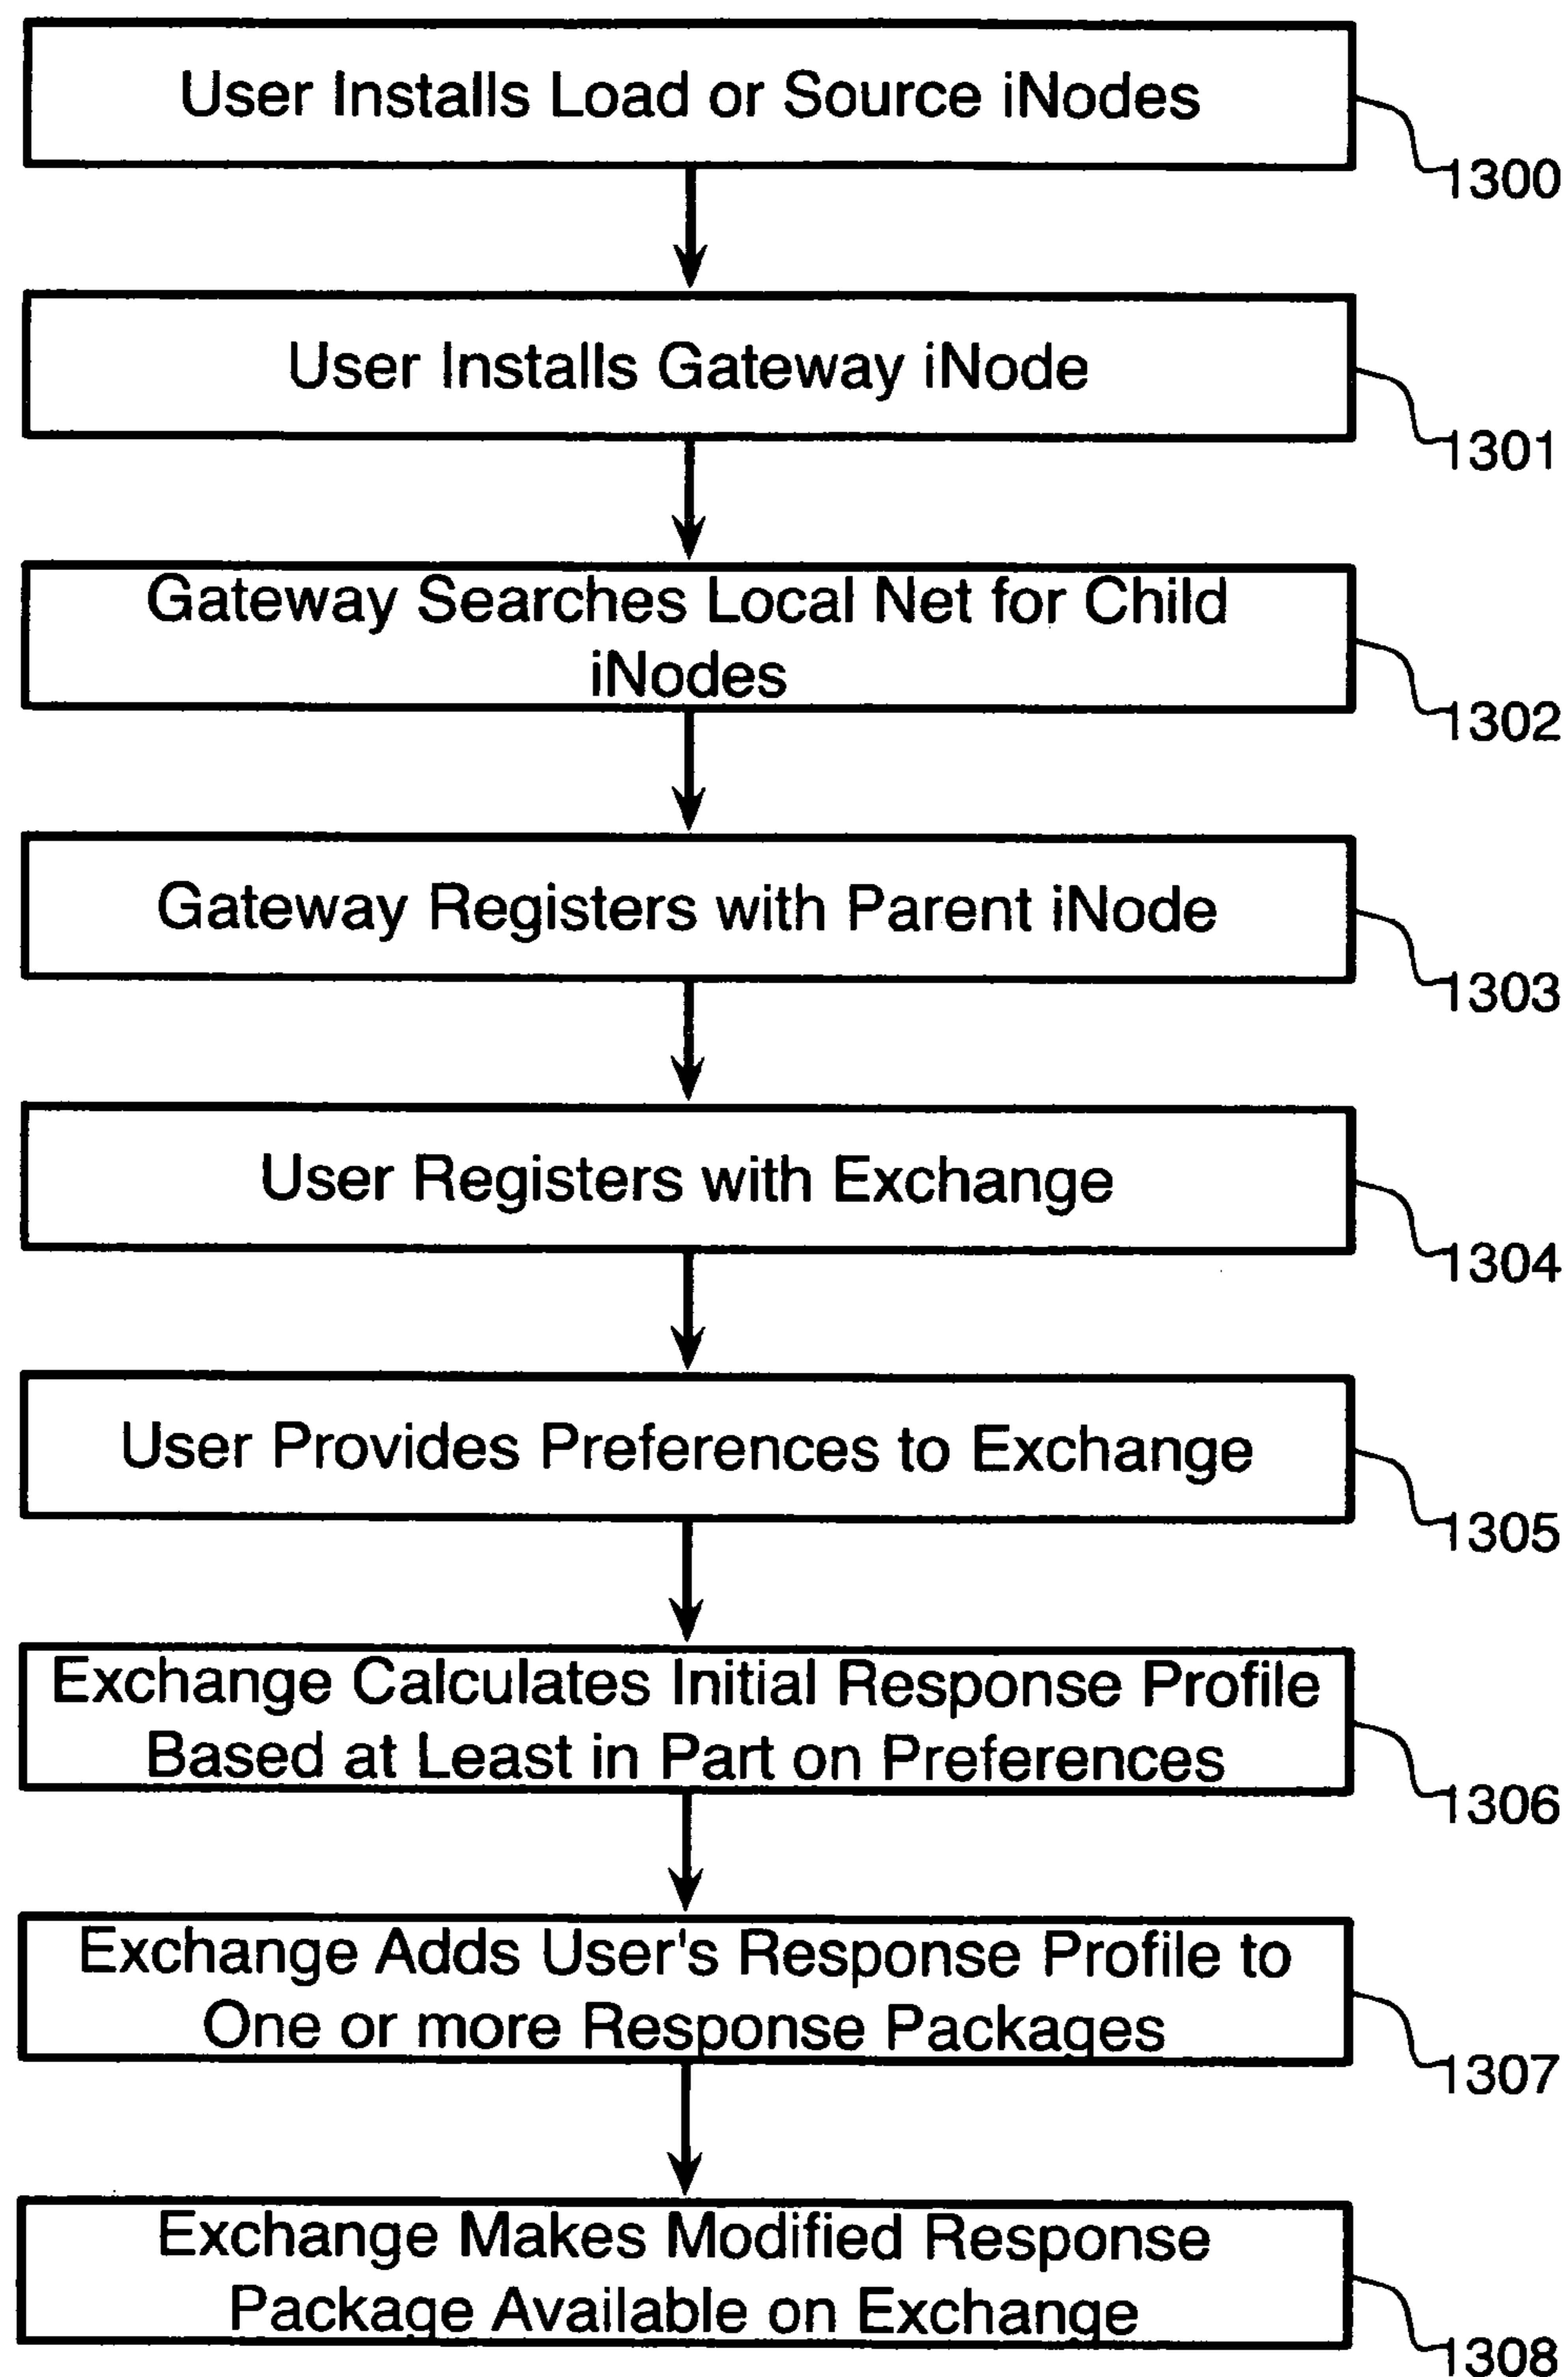 User Installs Load or Source iNodes
1300
User Installs Gateway iNode
1301
Gateway Searches Local Net for Child
iNodes
1302
Gateway Registers with Parent iNode
1303
User Registers with Exchange
1304
User Provides Preferences to Exchange
1305
Exchange Calculates Initial Response Profile
Based at Least in Part on Preferences
1306
Exchange Adds User's Response Profile to
One or more Response Packages
1307
Exchange Makes Modified Response
Package Available on Exchange
1308